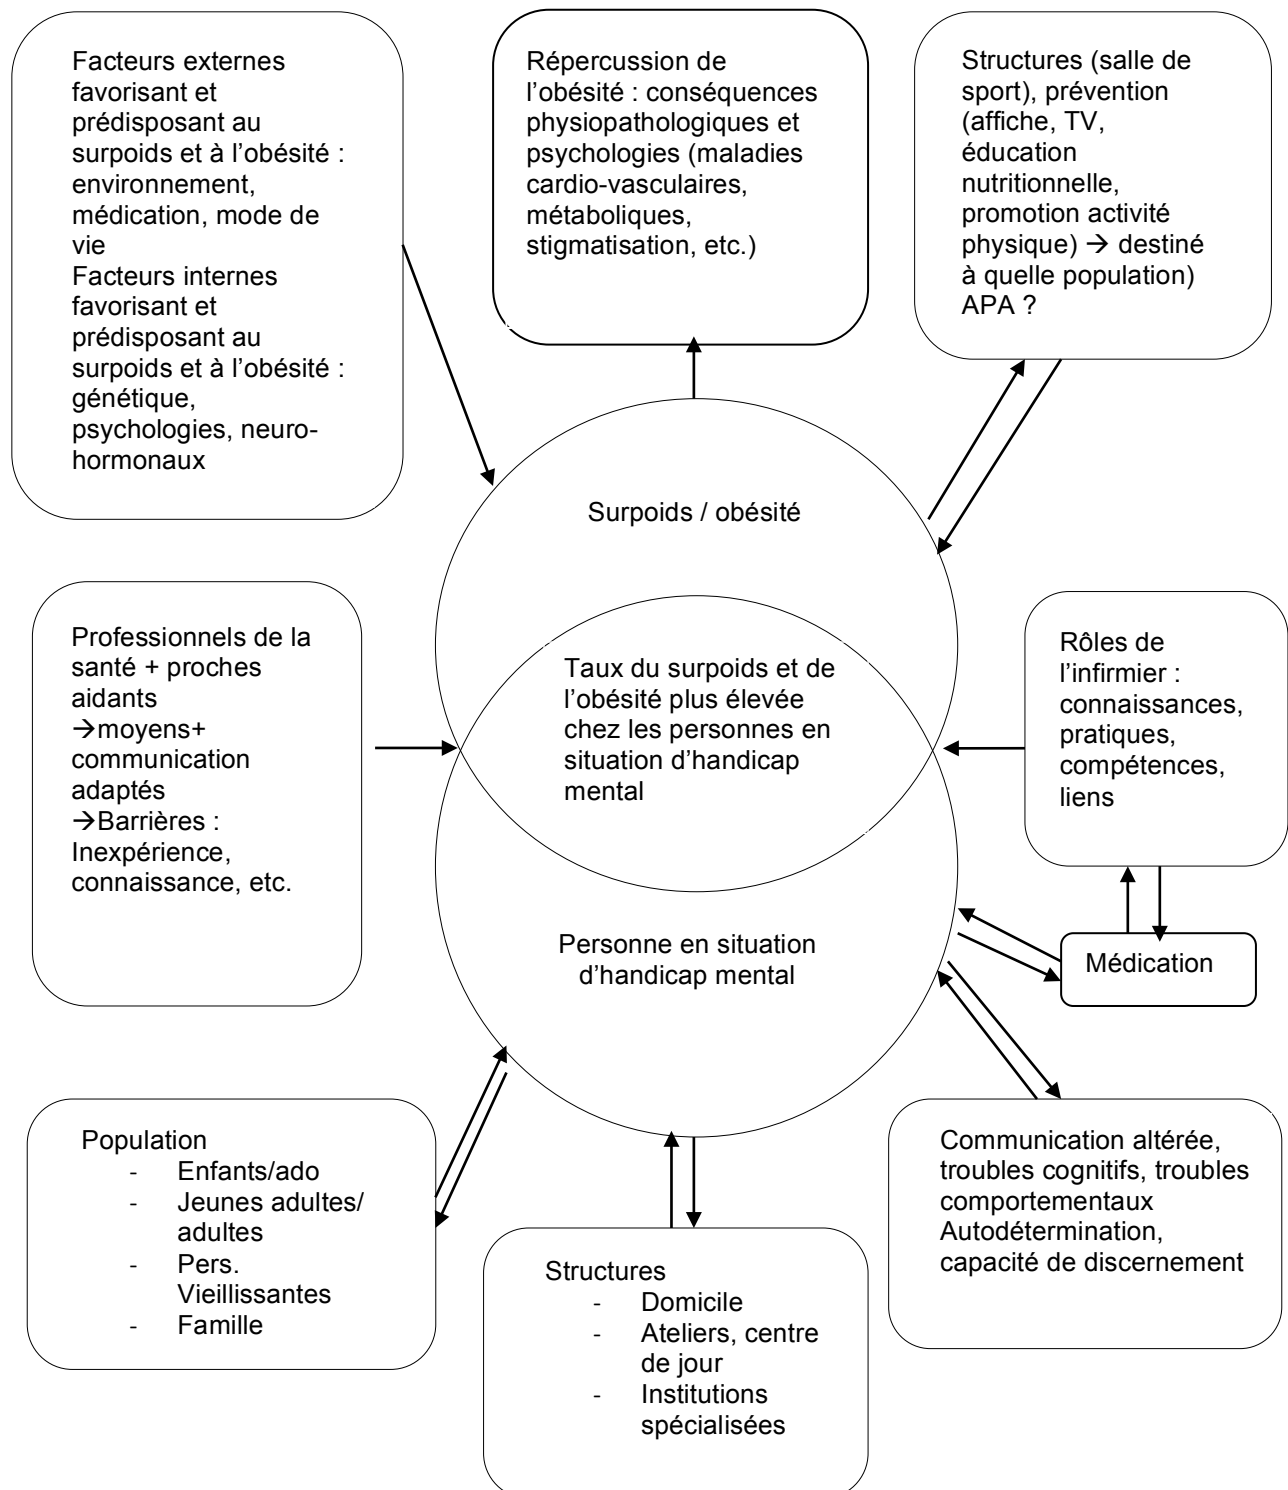 Facteurs externes
favorisant et
prédisposant au
surpoids et à l’obésité :
environnement,
médication, mode de
vie
Facteurs internes
favorisant et
prédisposant au
surpoids et à l’obésité :
génétique,
psychologies, neuro-
hormonaux
Répercussion de
l’obésité : conséquences
physiopathologiques et
psychologies (maladies
cardio-vasculaires,
métaboliques,
stigmatisation, etc.)
Structures (salle de
sport), prévention
(affiche, TV,
éducation
nutritionnelle,
promotion activité
physique) → destiné
à quelle population)
APA ?
Surpoids / obésité
Professionnels de la
santé + proches
aidants
→moyens+
communication
adaptés
→Barrières :
Inexpérience,
connaissance, etc.
Taux du surpoids et de
l’obésité plus élevée
chez les personnes en
situation d’handicap
mental
Rôles de
l’infirmier :
connaissances,
pratiques,
compétences,
liens
Personne en situation
d’handicap mental
Médication
Population
- Enfants/ado
- Jeunes adultes/
adultes
- Pers.
Vieillissantes
- Famille
Structures
- Domicile
- Ateliers, centre
de jour
- Institutions
spécialisées
Communication altérée,
troubles cognitifs, troubles
comportementaux
Autodétermination,
capacité de discernement